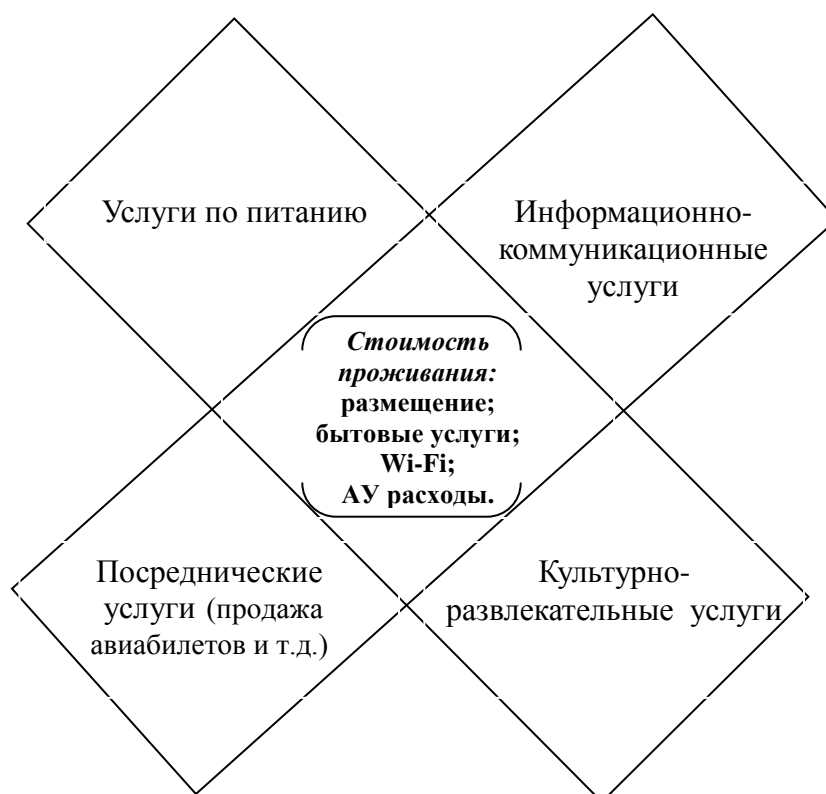 Услуги по питанию
Информационно-
коммуникационные
услуги
Стоимость
проживания:
размещение;
бытовые услуги;
Wi-Fi;
АУ расходы.
Посреднические
услуги (продажа
авиабилетов и т.д.)
Культурно-
развлекательные услуги